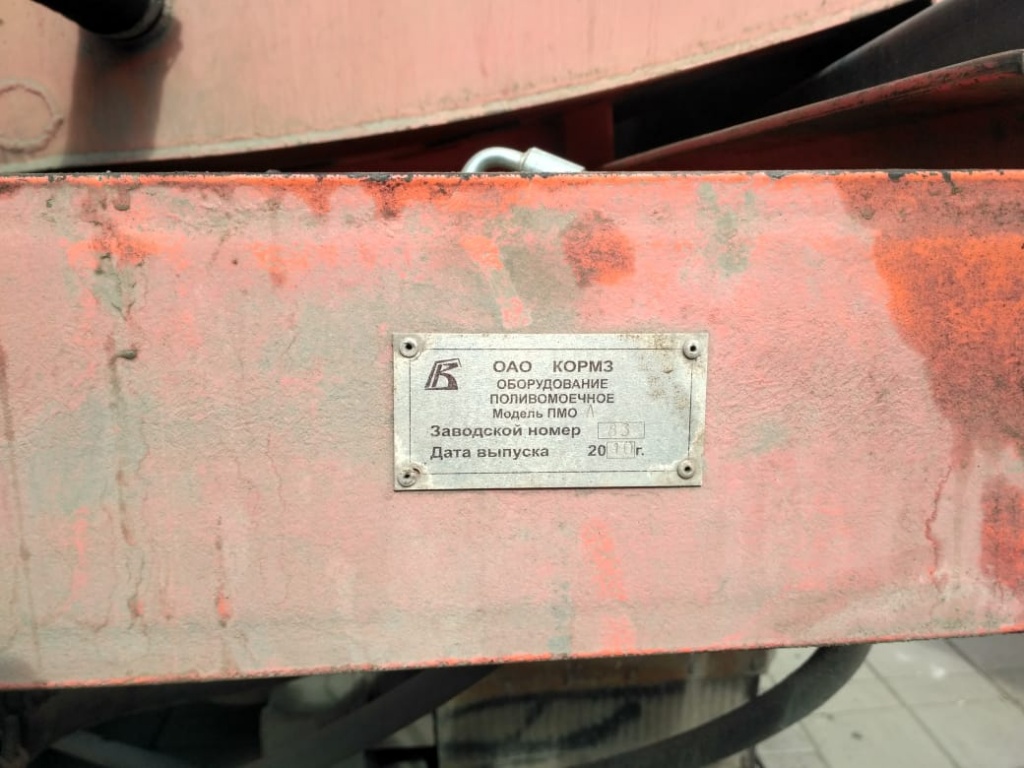 ОАО КОРМЗ
ОБОРУДОВАНИЕ
ПОЛИВОМОЕЧНОЕ
Модель ПМО
Заводской номер 83
Дата выпуска 2010г.